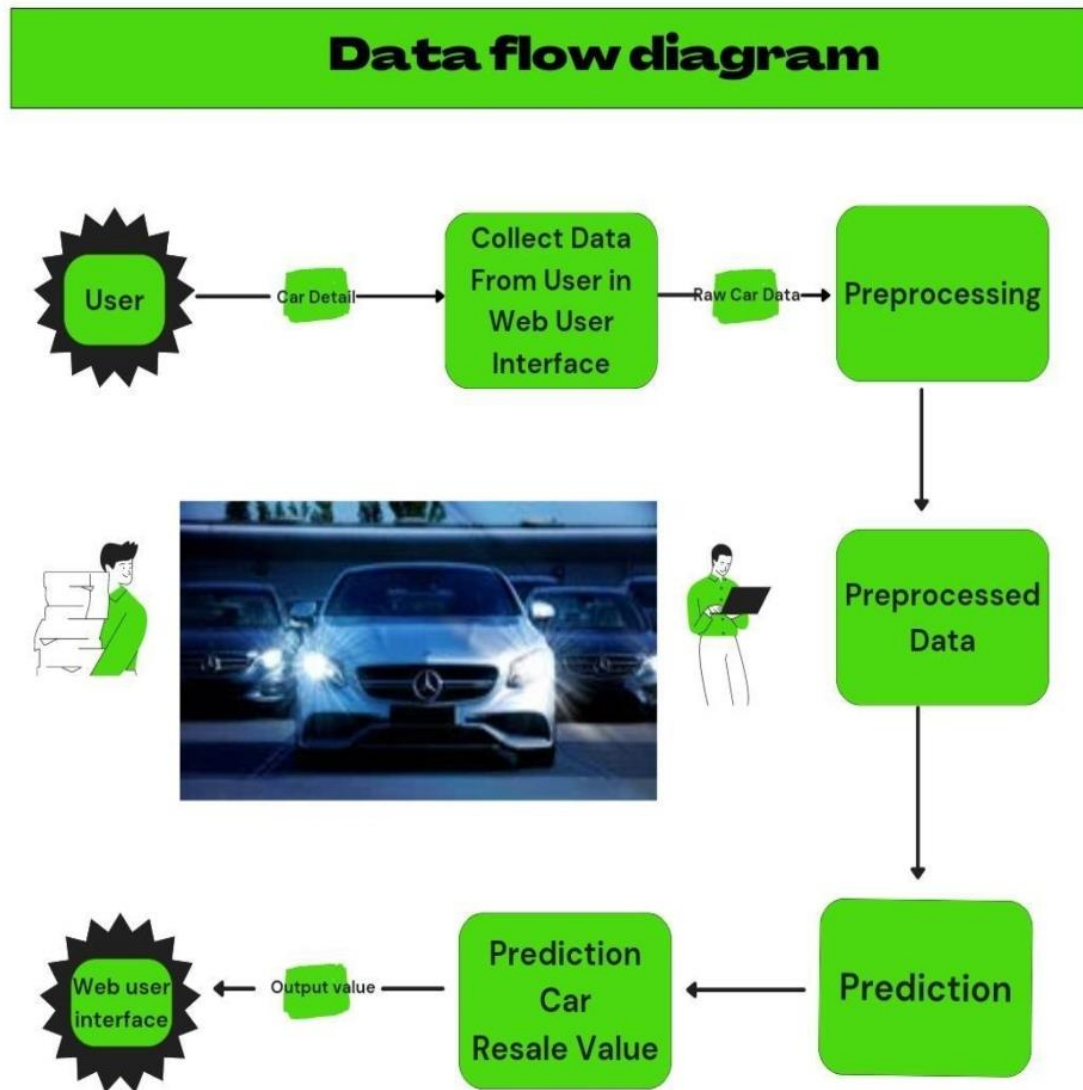 Data flow diagram
User
Car Detail
Collect Data
From User in
Web User
Interface
Raw Car Data
Preprocessing
Preprocessed
Data
Prediction
Prediction
Car
Resale Value
Output value
Web user
interface